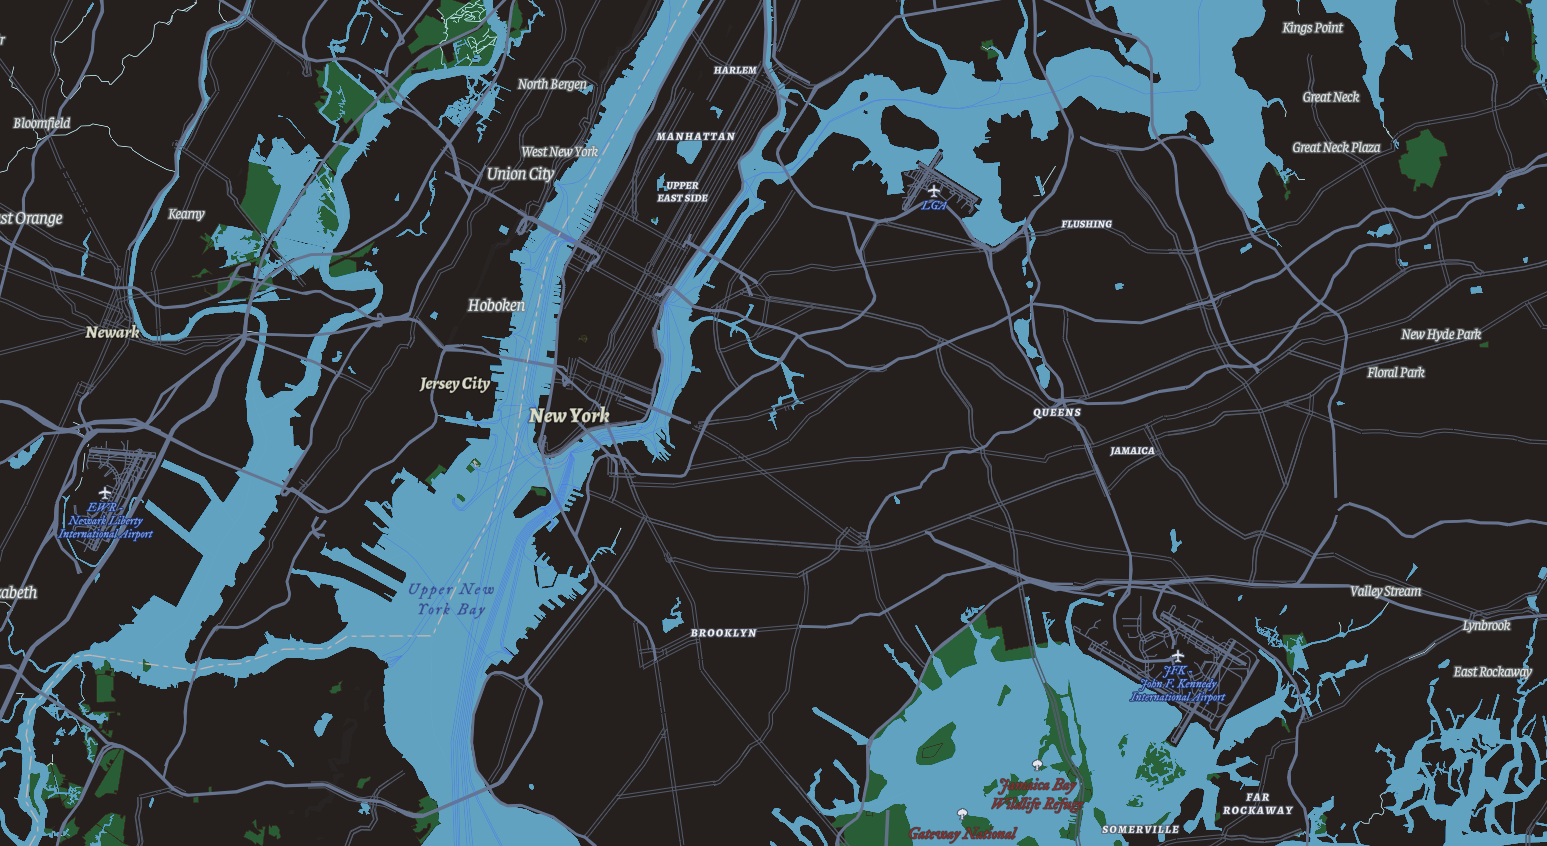 Kings Point
HARLEM
North Bergen
Great Neck
Bloomfield
MANHATTAN
Great Neck Plaza
West New York
Union City
UPPER
EAST SIDE
LGA
Kearny
st Orange
FLUSHING
Hoboken
Newark
New Hyde Park
Floral Park
Jersey City
New York
QUEENS
JAMAICA
EWR -
Newark Liberty
International Airport
Upper New
York Bay
zabeth
Valley Stream
Lynbrook
BROOKLYN
JFK -
John F. Kennedy
International Airport
East Rockaway
Jamaica Bay
Wildlife Refuge
FAR
ROCKAWAY
SOMERVILLE
Gateway National